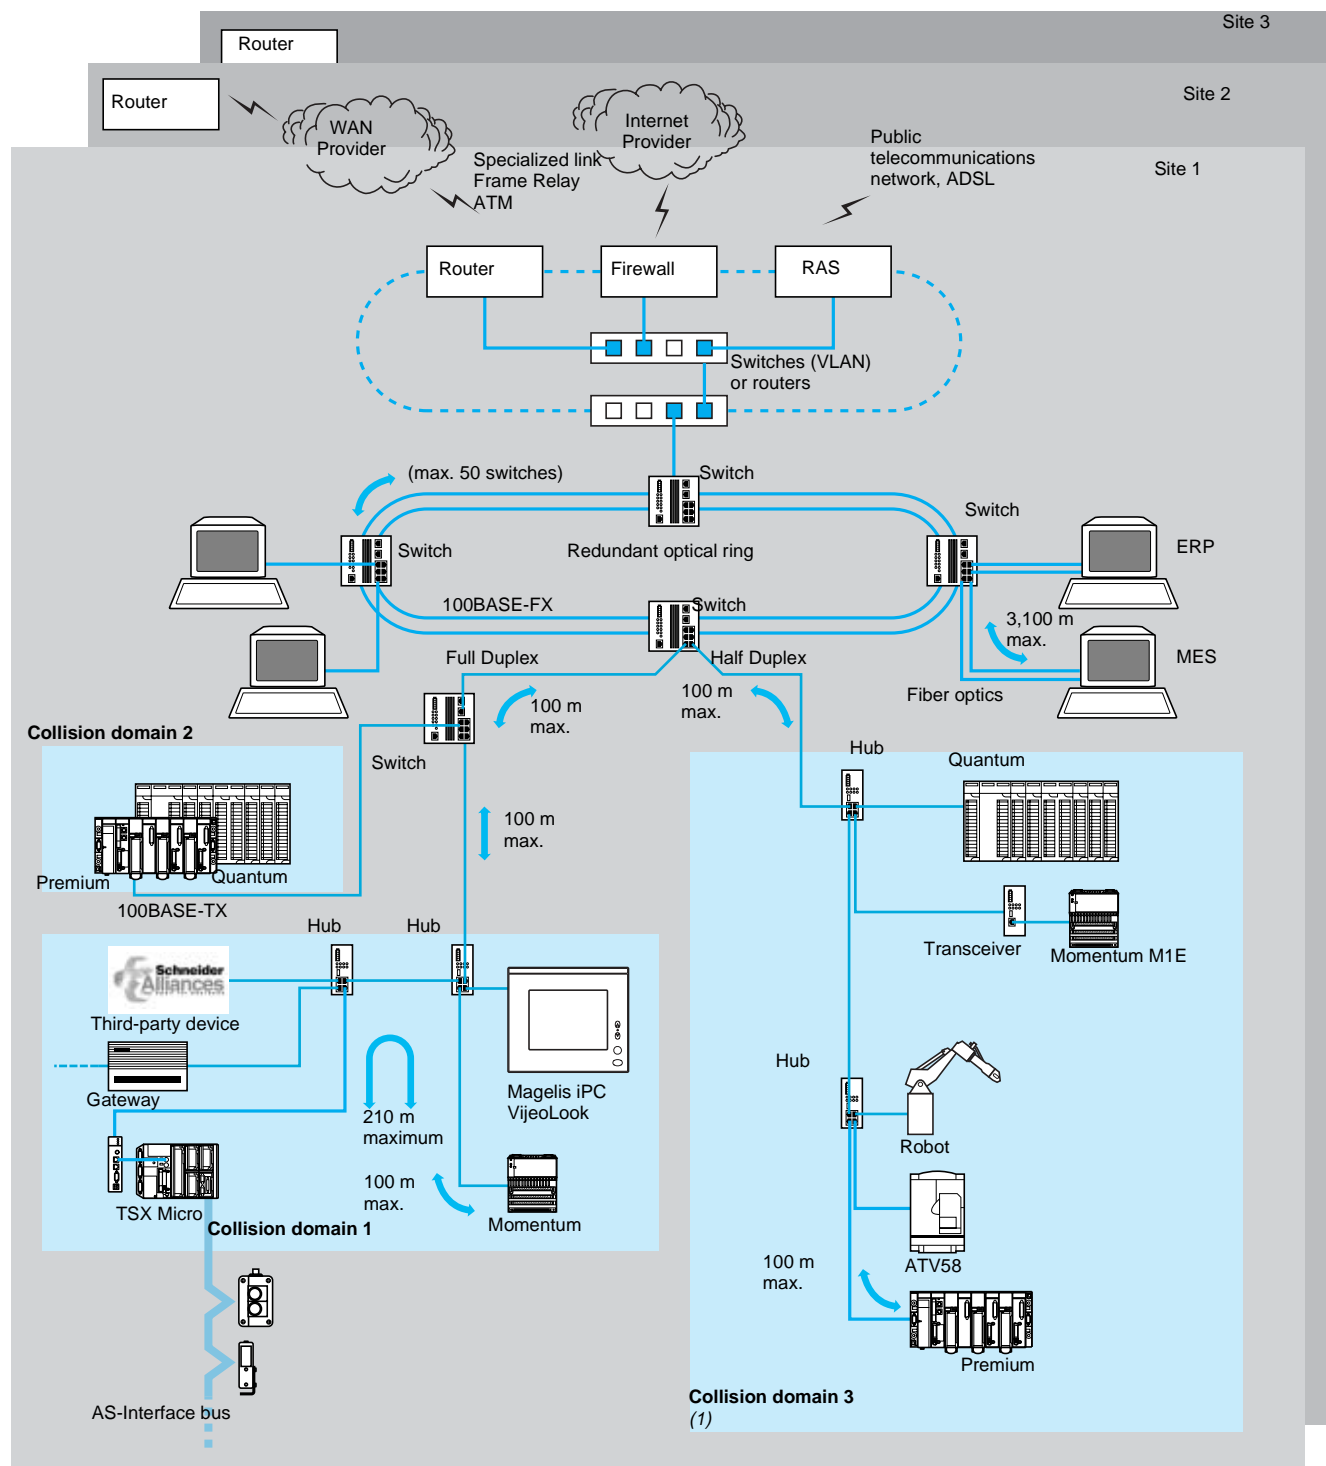 Site 3
Router
Site 2
Router
WAN
Provider
Internet
Provider
Public
telecommunications
network, ADSL
Site 1
Specialized link
Frame Relay
ATM
Router
Firewall
RAS
Switches (VLAN)
or routers
(max. 50 switches)
Switch
Switch
Switch
Redundant optical ring
ERP
100BASE-FX
Switch
3,100 m
max.
Full Duplex
Half Duplex
MES
Fiber optics
100 m
max.
100 m
max.
Collision domain 2
Switch
Hub
Quantum
100 m
max.
Premium
Quantum
100BASE-TX
Hub
Hub
Transceiver
Momentum M1E
Schneider
Alliances
Third-party device
Gateway
Magelis iPC
VijeoLook
210 m
maximum
Hub
Robot
100 m
max.
TSX Micro
Collision domain 1
Momentum
ATV58
100 m
max.
Premium
AS-Interface bus
Collision domain 3
(1)